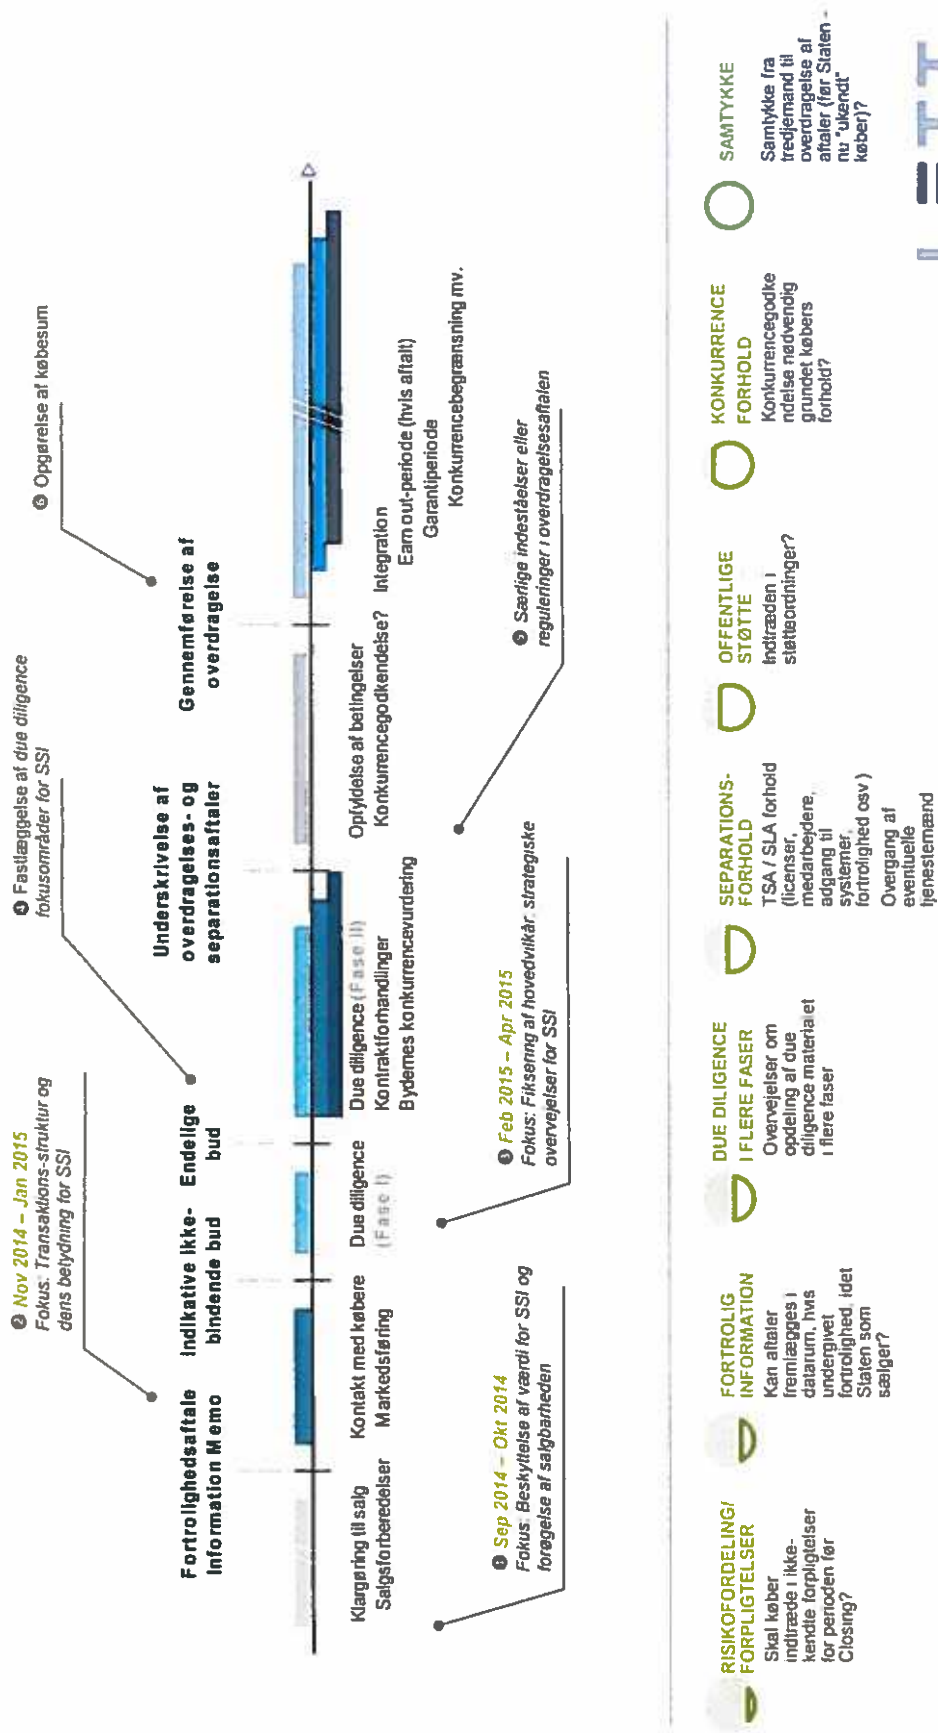 ❷ Nov 2014 – Jan 2015
Fokus: Transaktions-struktur og
dens betydning for SSI
❹ Fastlæggelse af due diligence
fokusområder for SSI
❻ Opgørelse af købesum
Fortrolighedsaftale
Information Memo
Indikative ikke-
bindende bud
Endelige
bud
Underskrivelse af
overdragelses- og
separationsaftaler
Gennemførelse af
overdragelse
Klargøring til salg
Salgsforberedelser
Kontakt med købere
Markedsføring
Due diligence
(Fase I)
Due diligence (Fase II)
Kontraktforhandlinger
Bydernes konkurrencevurdering
Opfyldelse af betingelser
Konkurrencegodkendelse?
Integration
Earn out-periode (hvis aftalt)
Garantiperiode
Konkurrencebegrænsning mv.
❶ Sep 2014 – Okt 2014
Fokus: Beskyttelse af værdi for SSI og
forøgelse af salgbarheden
❸ Feb 2015 – Apr 2015
Fokus: Fiksering af hovedvilkår, strategiske
overvejelser for SSI
❺ Særlige indeståelser eller
reguleringer i overdragelsesaftalen
RISIKOFORDELING/
FORPLIGTELSER
Skal køber
indtræde i ikke-
kendte forpligtelser
for perioden før
Closing?
FORTROLIG
INFORMATION
Kan aftaler
fremlægges i
datarum, hvis
undergivet
fortrolighed, idet
Staten som
sælger?
DUE DILIGENCE
I FLERE FASER
Overvejelser om
opdeling af due
diligence materialet
i flere faser
SEPARATIONS-
FORHOLD
TSA / SLA forhold
(licenser,
medarbejdere,
adgang til
systemer,
fortrolighed osv )
Overgang af
eventuelle
tjenestemænd
OFFENTLIGE
STØTTE
Indtræden i
støtteordninger?
KONKURRENCE
FORHOLD
Konkurrencegodke
ndelse nødvendig
grundet købers
forhold?
SAMTYKKE
Samtykke fra
tredjemand til
overdragelse af
aftaler (før Staten -
nu "ukendt"
køber)?